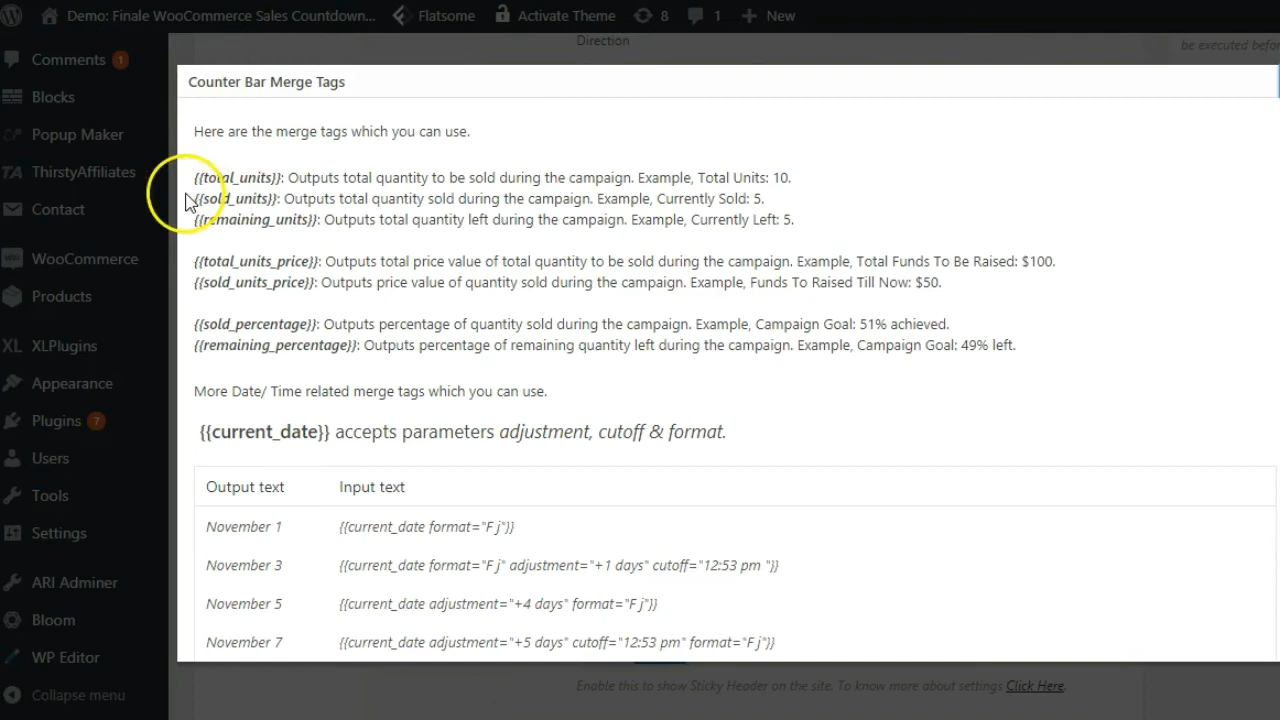 Demo: Finale WooCommerce Sales Countdown... Flatsome Activate Theme 8 1 New
Comments 1
Blocks
Popup Maker
TA ThirstyAffiliates
Contact
WooCommerce
Products
XL XLPlugins
Appearance
Plugins 7
Users
Tools
Settings
ARI Adminer
Bloom
WP Editor
Collapse menu
Direction
be executed before
Counter Bar Merge Tags
Here are the merge tags which you can use.
{{total_units}}: Outputs total quantity to be sold during the campaign. Example, Total Units: 10.
{{sold_units}}: Outputs total quantity sold during the campaign. Example, Currently Sold: 5.
{{remaining_units}}: Outputs total quantity left during the campaign. Example, Currently Left: 5.
{{total_units_price}}: Outputs total price value of total quantity to be sold during the campaign. Example, Total Funds To Be Raised: $100.
{{sold_units_price}}: Outputs price value of quantity sold during the campaign. Example, Funds To Raised Till Now: $50.
{{sold_percentage}}: Outputs percentage of quantity sold during the campaign. Example, Campaign Goal: 51% achieved.
{{remaining_percentage}}: Outputs percentage of remaining quantity left during the campaign. Example, Campaign Goal: 49% left.
More Date/ Time related merge tags which you can use.
{{current_date}} accepts parameters adjustment, cutoff & format.
Output text Input text
November 1 {{current_date format="F j"}}
November 3 {{current_date format="F j" adjustment="+1 days" cutoff="12:53 pm "}}
November 5 {{current_date adjustment="+4 days" format="F j"}}
November 7 {{current_date adjustment="+5 days" cutoff="12:53 pm" format="F j"}}
Enable this to show Sticky Header on the site. To know more about settings Click Here.